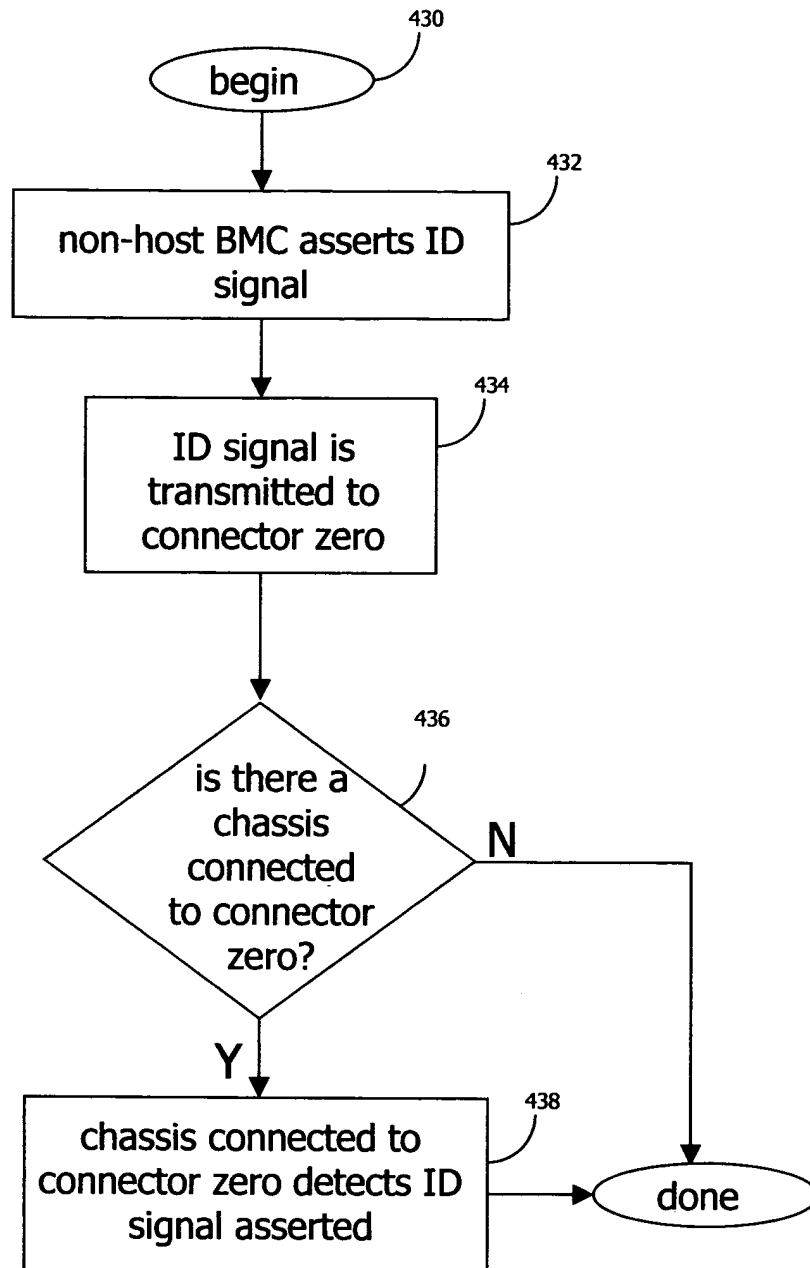 430
begin
432
non-host BMC asserts ID
signal
434
ID signal is
transmitted to
connector zero
436
is there a
chassis
connected
to connector
zero?
N
Y
438
chassis connected to
connector zero detects ID
signal asserted
done